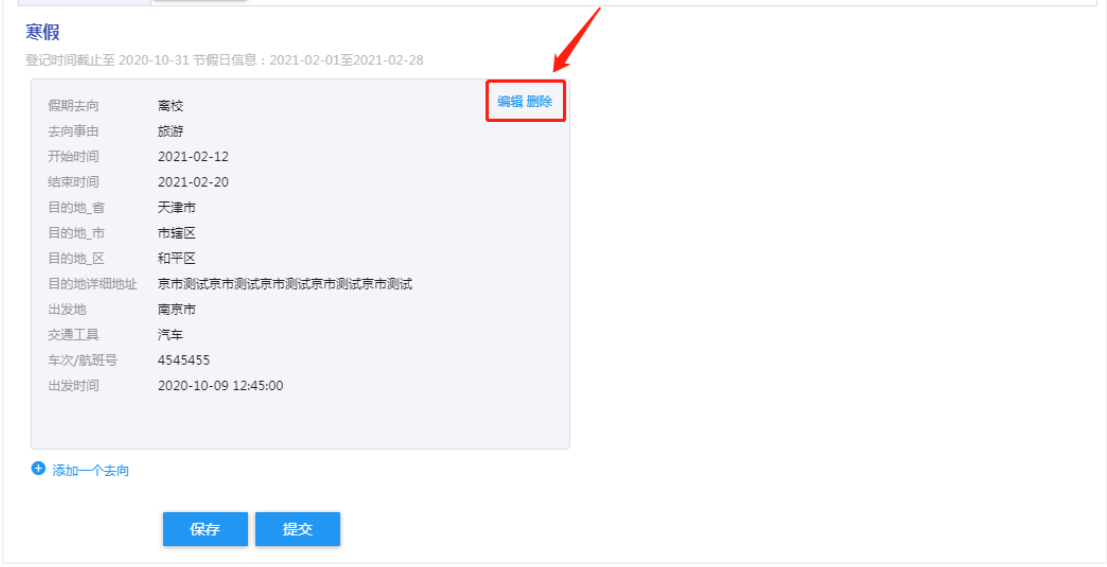 寒假
登记时间截止至 2020-10-31 节假日信息：2021-02-01至2021-02-28
编辑 删除
假期去向 离校
去向事由 旅游
开始时间 2021-02-12
结束时间 2021-02-20
目的地_省 天津市
目的地_市 市辖区
目的地_区 和平区
目的地详细地址 京市测试京市测试京市测试京市测试京市测试
出发地 南京市
交通工具 汽车
车次/航班号 4545455
出发时间 2020-10-09 12:45:00
添加一个去向
保存 提交